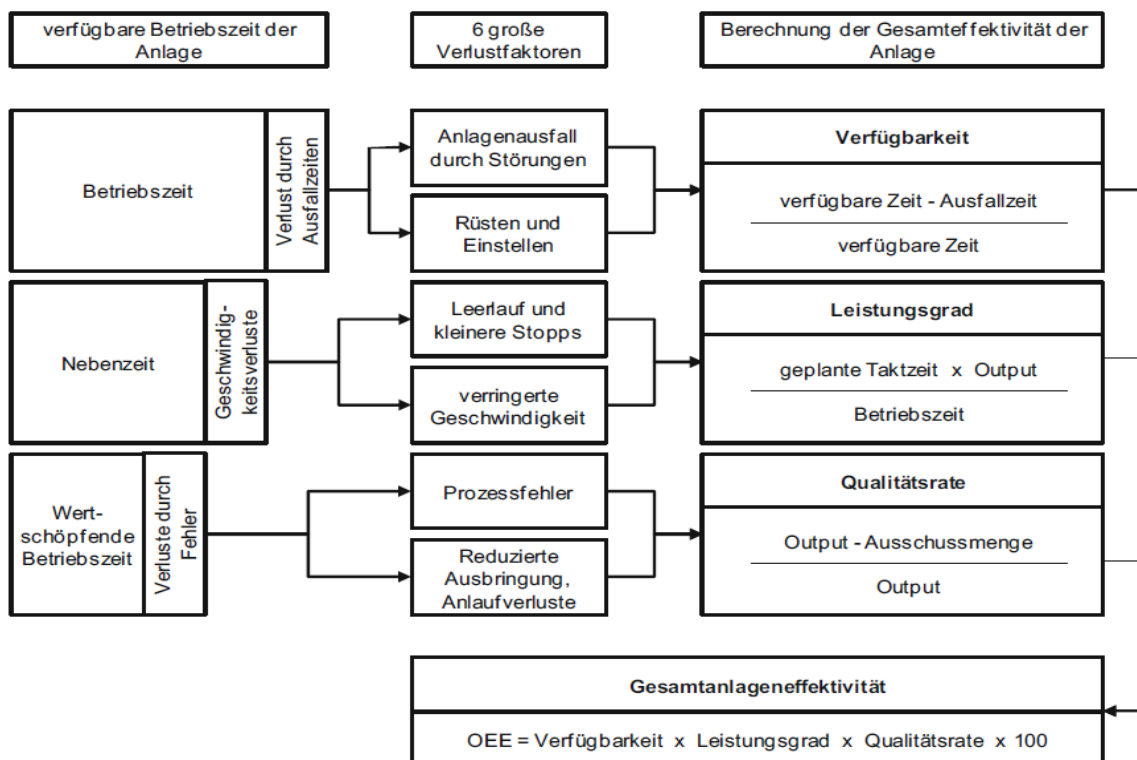 verfügbare Betriebszeit der
Anlage
6 große
Verlustfaktoren
Berechnung der Gesamteffektivität der
Anlage
Betriebszeit
Verlust durch
Ausfallzeiten
Anlagenausfall
durch Störungen
Rüsten und
Einstellen
Verfügbarkeit
verfügbare Zeit - Ausfallzeit
verfügbare Zeit
Nebenzeit
Geschwindig-
keitsverluste
Leerlauf und
kleinere Stopps
verringerte
Geschwindigkeit
Leistungsgrad
geplante Taktzeit x Output
Betriebszeit
Wert-
schöpfende
Betriebszeit
Verluste durch
Fehler
Prozessfehler
Reduzierte
Ausbringung,
Anlaufverluste
Qualitätsrate
Output - Ausschussmenge
Output
Gesamtanlageneffektivität
OEE = Verfügbarkeit x Leistungsgrad x Qualitätsrate x 100